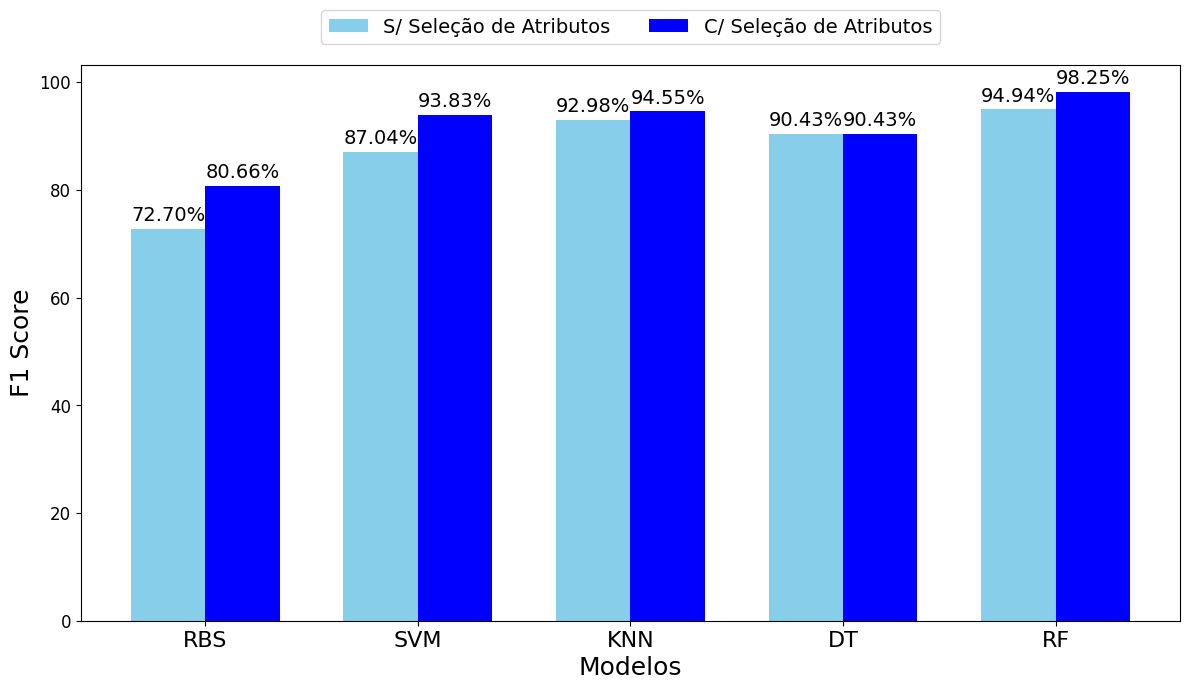 S/ Seleção de Atributos C/ Seleção de Atributos
100
80
60
40
20
0
F1 Score
72.70% 80.66%
87.04% 93.83%
92.98% 94.55%
90.43% 90.43%
94.94% 98.25%
RBS SVM KNN DT RF
Modelos